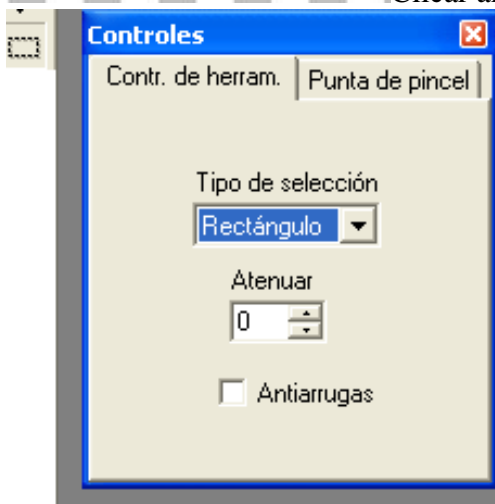 Controles
Contr. de herram. Punta de pincel
Tipo de selección
Rectángulo
Atenuar
0
Antiarrugas